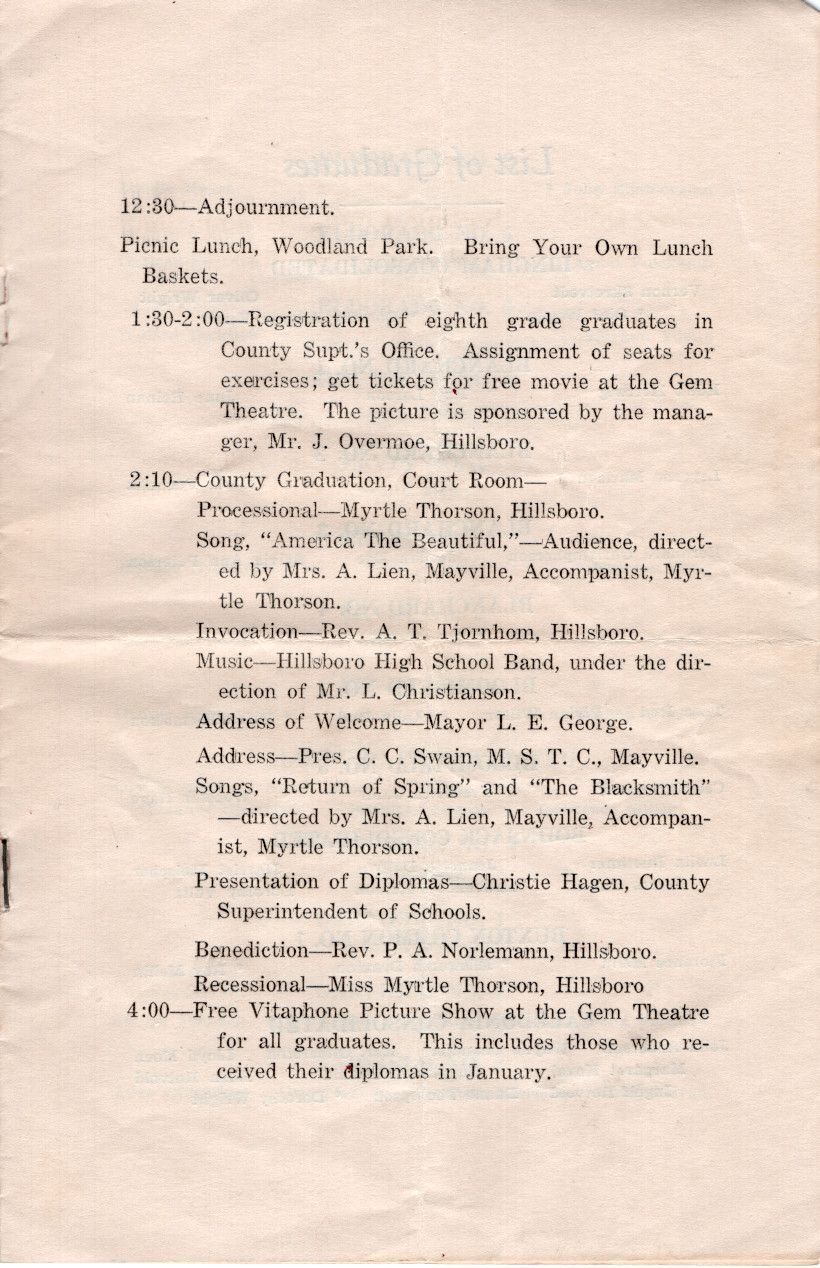 12:30—Adjournment.
Picnic Lunch, Woodland Park. Bring Your Own Lunch
Baskets.
1:30-2:00—Registration of eighth grade graduates in
County Supt.'s Office. Assignment of seats for
exercises; get tickets for free movie at the Gem
Theatre. The picture is sponsored by the mana-
ger, Mr. J. Overmoe, Hillsboro.
2:10—County Graduation, Court Room—
Processional—Myrtle Thorson, Hillsboro.
Song, "America The Beautiful,"—Audience, direct-
ed by Mrs. A. Lien, Mayville, Accompanist, Myr-
tle Thorson.
Invocation—Rev. A. T. Tjornhom, Hillsboro.
Music—Hillsboro High School Band, under the dir-
ection of Mr. L. Christianson.
Address of Welcome—Mayor L. E. George.
Address—Pres. C. C. Swain, M. S. T. C., Mayville.
Songs, "Return of Spring" and "The Blacksmith"
—directed by Mrs. A. Lien, Mayville, Accompan-
ist, Myrtle Thorson.
Presentation of Diplomas—Christie Hagen, County
Superintendent of Schools.
Benediction—Rev. P. A. Norlemann, Hillsboro.
Recessional—Miss Myrtle Thorson, Hillsboro
4:00—Free Vitaphone Picture Show at the Gem Theatre
for all graduates. This includes those who re-
ceived their diplomas in January.